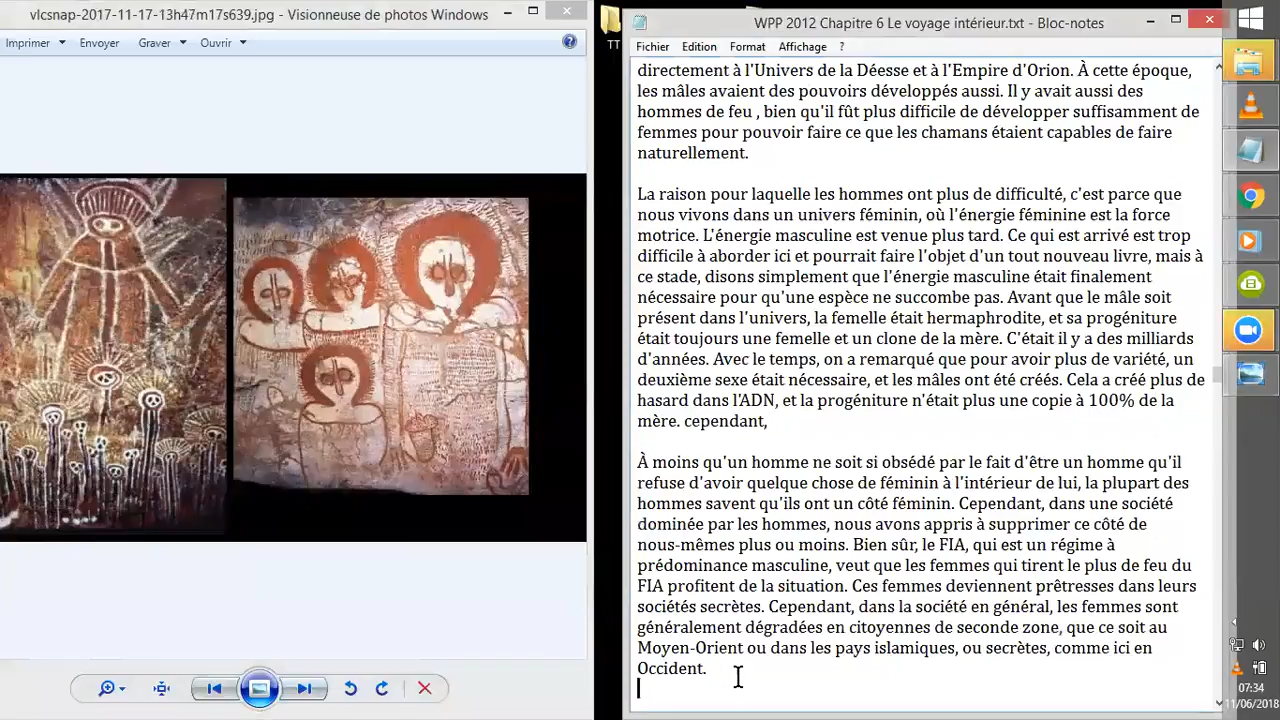 vlcsnap-2017-11-17-13h47m17s639.jpg - Visionneuse de photos Windows
Imprimer Envoyer Graver Ouvrir
TT
WPP 2012 Chapitre 6 Le voyage intérieur.txt - Bloc-notes
Fichier Edition Format Affichage ?
directement à l'Univers de la Déesse et à l'Empire d'Orion. À cette époque,
les mâles avaient des pouvoirs développés aussi. Il y avait aussi des
hommes de feu , bien qu'il fût plus difficile de développer suffisamment de
femmes pour pouvoir faire ce que les chamans étaient capables de faire
naturellement.
La raison pour laquelle les hommes ont plus de difficulté, c'est parce que
nous vivons dans un univers féminin, où l'énergie féminine est la force
motrice. L'énergie masculine est venue plus tard. Ce qui est arrivé est trop
difficile à aborder ici et pourrait faire l'objet d'un tout nouveau livre, mais à
ce stade, disons simplement que l'énergie masculine était finalement
nécessaire pour qu'une espèce ne succombe pas. Avant que le mâle soit
présent dans l'univers, la femelle était hermaphrodite, et sa progéniture
était toujours une femelle et un clone de la mère. C'était il y a des milliards
d'années. Avec le temps, on a remarqué que pour avoir plus de variété, un
deuxième sexe était nécessaire, et les mâles ont été créés. Cela a créé plus de
hasard dans l'ADN, et la progéniture n'était plus une copie à 100% de la
mère. cependant,
À moins qu'un homme ne soit si obsédé par le fait d'être un homme qu'il
refuse d'avoir quelque chose de féminin à l'intérieur de lui, la plupart des
hommes savent qu'ils ont un côté féminin. Cependant, dans une société
dominée par les hommes, nous avons appris à supprimer ce côté de
nous-mêmes plus ou moins. Bien sûr, le FIA, qui est un régime à
prédominance masculine, veut que les femmes qui tirent le plus de feu du
FIA profitent de la situation. Ces femmes deviennent prêtresses dans leurs
sociétés secrètes. Cependant, dans la société en général, les femmes sont
généralement dégradées en citoyennes de seconde zone, que ce soit au
Moyen-Orient ou dans les pays islamiques, ou secrètes, comme ici en
Occident.
07:34
11/06/2018